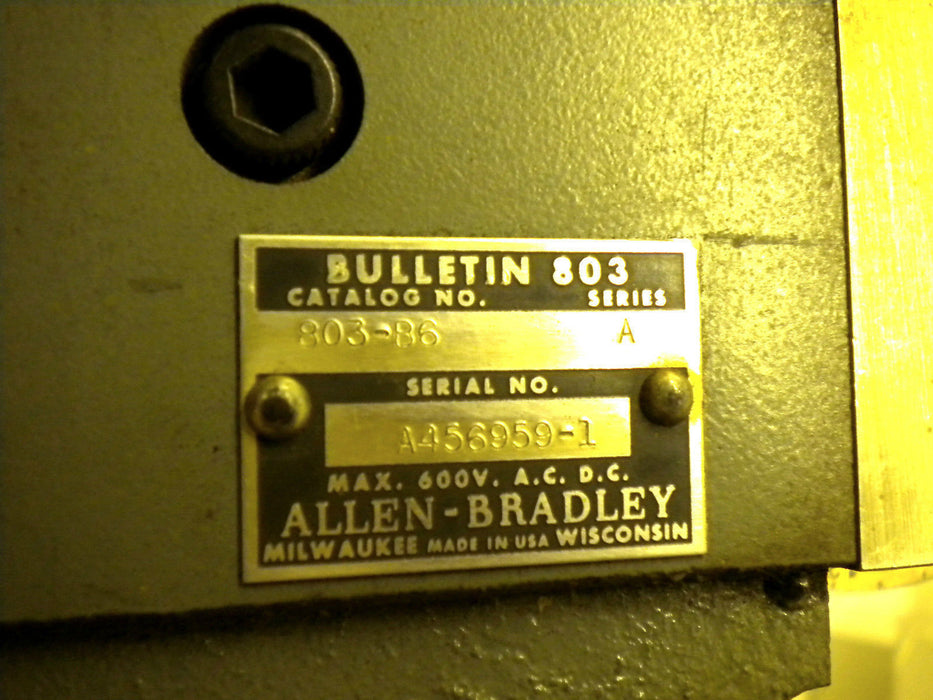 BULLETIN 803
CATALOG NO. SERIES
803-B6 A
SERIAL NO.
A456959-1
MAX. 600V. A.C. D.C.
ALLEN-BRADLEY
MILWAUKEE MADE IN USA WISCONSIN